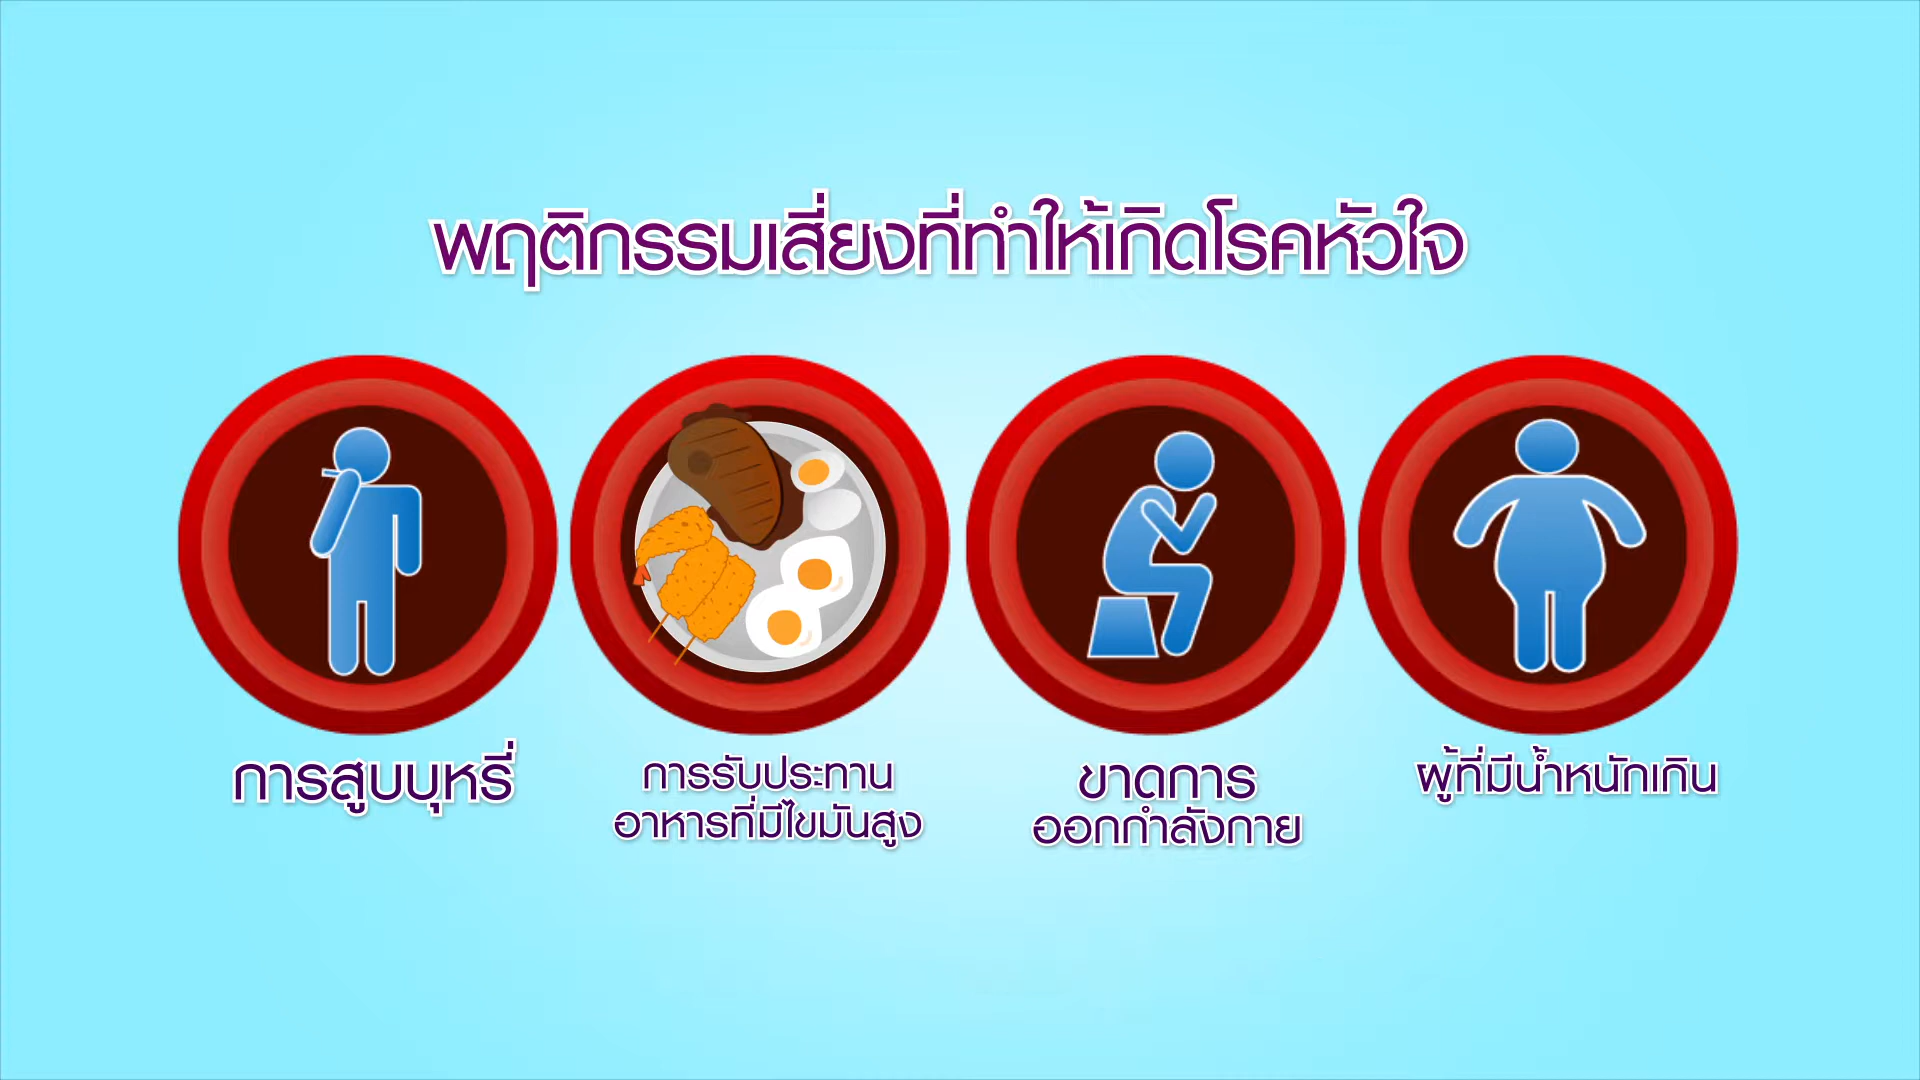 พฤติกรรมเสี่ยงที่ทำให้เกิดโรคหัวใจ
การสูบบุหรี่
การรับประทาน
อาหารที่มีไขมันสูง
ขาดการ
ออกกำลังกาย
ผู้ที่มีน้ำหนักเกิน